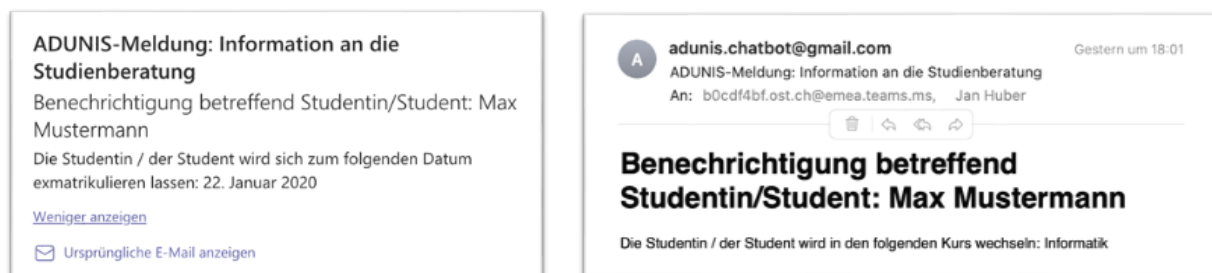 ADUNIS-Meldung: Information an die
Studienberatung
Benechrichtigung betreffend Studentin/Student: Max
Mustermann
Die Studentin / der Student wird sich zum folgenden Datum
exmatrikulieren lassen: 22. Januar 2020
Weniger anzeigen
Ursprüngliche E-Mail anzeigen
A
adunis.chatbot@gmail.com
Gestern um 18:01
ADUNIS-Meldung: Information an die Studienberatung
An: b0cdf4bf.ost.ch@emea.teams.ms, Jan Huber
Benechrichtigung betreffend
Studentin/Student: Max Mustermann
Die Studentin / der Student wird in den folgenden Kurs wechseln: Informatik